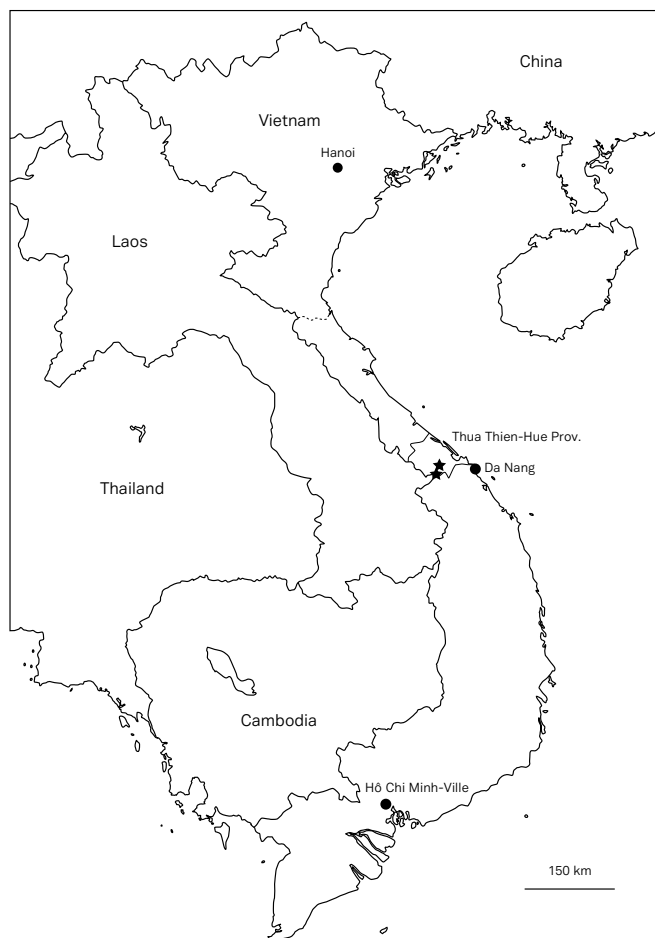 China
Vietnam
Hanoi
Laos
Thua Thien-Hue Prov.
Da Nang
Thailand
Cambodia
Hô Chi Minh-Ville
150 km